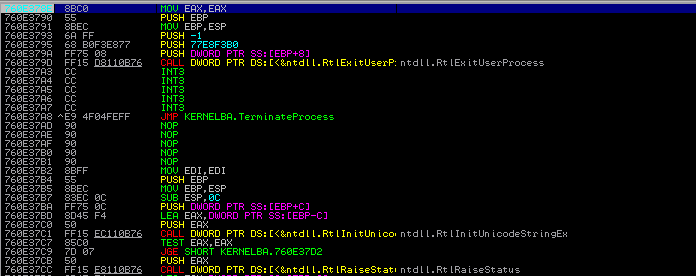 8BC0 MOV EAX,EAX
760E3790 55 PUSH EBP
760E3791 8BEC MOV EBP,ESP
760E3793 6A FF PUSH -1
760E3795 68 B0F3E877 PUSH 77E8F3B0
760E379A FF75 08 PUSH DWORD PTR SS:[EBP+8]
760E379D FF15 D8110B76 CALL DWORD PTR DS:[<&ntdll.RtlExitUserP ntdll.RtlExitUserProcess
760E37A3 CC INT3
760E37A4 CC INT3
760E37A5 CC INT3
760E37A6 CC INT3
760E37A7 CC INT3
760E37A8 ^E9 4F04FEFF JMP KERNELBA.TerminateProcess
760E37AD 90 NOP
760E37AE 90 NOP
760E37AF 90 NOP
760E37B0 90 NOP
760E37B1 90 NOP
760E37B2 8BFF MOV EDI,EDI
760E37B4 55 PUSH EBP
760E37B5 8BEC MOV EBP,ESP
760E37B7 83EC 0C SUB ESP,0C
760E37BA FF75 0C PUSH DWORD PTR SS:[EBP+C]
760E37BD 8D45 F4 LEA EAX,DWORD PTR SS:[EBP-C]
760E37C0 50 PUSH EAX
760E37C1 FF15 EC110B76 CALL DWORD PTR DS:[<&ntdll.RtlInitUnico ntdll.RtlInitUnicodeStringEx
760E37C7 85C0 TEST EAX,EAX
760E37C9 7D 07 JGE SHORT KERNELBA.760E37D2
760E37CB 50 PUSH EAX
760E37CC FF15 E8110B76 CALL DWORD PTR DS:[<&ntdll.RtlRaiseStat ntdll.RtlRaiseStatus